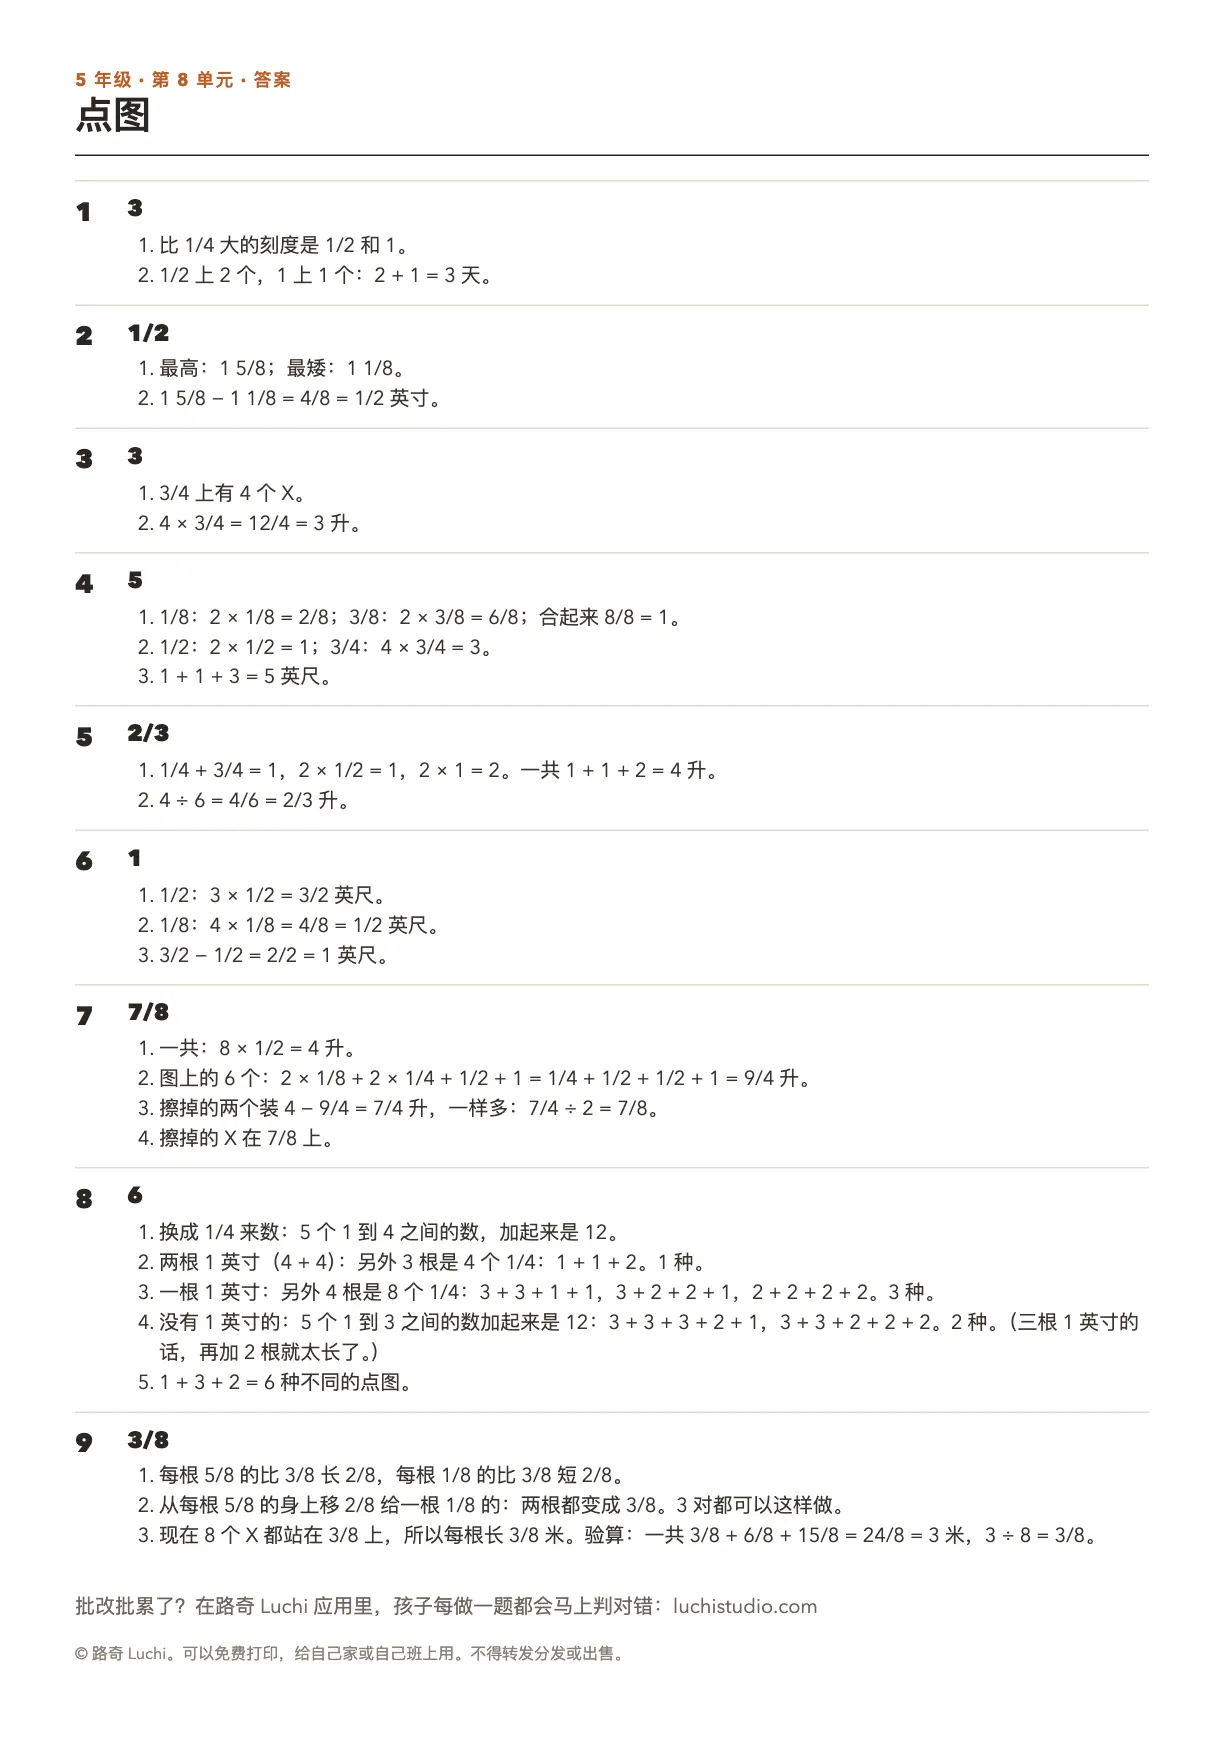 5 年级 · 第 8 单元 · 答案
点图
1 3
1. 比 1/4 大的刻度是 1/2 和 1。
2. 1/2 上 2 个，1 上 1 个：2 + 1 = 3 天。
2 1/2
1. 最高：1 5/8；最矮：1 1/8。
2. 1 5/8 − 1 1/8 = 4/8 = 1/2 英寸。
3 3
1. 3/4 上有 4 个 X。
2. 4 × 3/4 = 12/4 = 3 升。
4 5
1. 1/8：2 × 1/8 = 2/8；3/8：2 × 3/8 = 6/8；合起来 8/8 = 1。
2. 1/2：2 × 1/2 = 1；3/4：4 × 3/4 = 3。
3. 1 + 1 + 3 = 5 英尺。
5 2/3
1. 1/4 + 3/4 = 1，2 × 1/2 = 1，2 × 1 = 2。一共 1 + 1 + 2 = 4 升。
2. 4 ÷ 6 = 4/6 = 2/3 升。
6 1
1. 1/2：3 × 1/2 = 3/2 英尺。
2. 1/8：4 × 1/8 = 4/8 = 1/2 英尺。
3. 3/2 − 1/2 = 2/2 = 1 英尺。
7 7/8
1. 一共：8 × 1/2 = 4 升。
2. 图上的 6 个：2 × 1/8 + 2 × 1/4 + 1/2 + 1 = 1/4 + 1/2 + 1/2 + 1 = 9/4 升。
3. 擦掉的两个装 4 − 9/4 = 7/4 升，一样多：7/4 ÷ 2 = 7/8。
4. 擦掉的 X 在 7/8 上。
8 6
1. 换成 1/4 来数：5 个 1 到 4 之间的数，加起来是 12。
2. 两根 1 英寸（4 + 4）：另外 3 根是 4 个 1/4：1 + 1 + 2。1 种。
3. 一根 1 英寸：另外 4 根是 8 个 1/4：3 + 3 + 1 + 1，3 + 2 + 2 + 1，2 + 2 + 2 + 2。3 种。
4. 没有 1 英寸的：5 个 1 到 3 之间的数加起来是 12：3 + 3 + 3 + 2 + 1，3 + 3 + 2 + 2 + 2。2 种。（三根 1 英寸的
话，再加 2 根就太长了。）
5. 1 + 3 + 2 = 6 种不同的点图。
9 3/8
1. 每根 5/8 的比 3/8 长 2/8，每根 1/8 的比 3/8 短 2/8。
2. 从每根 5/8 的身上移 2/8 给一根 1/8 的：两根都变成 3/8。3 对都可以这样做。
3. 现在 8 个 X 都站在 3/8 上，所以每根长 3/8 米。验算：一共 3/8 + 6/8 + 15/8 = 24/8 = 3 米，3 ÷ 8 = 3/8。
批改批累了？在路奇 Luchi 应用里，孩子每做一题都会马上判对错：luchistudio.com
© 路奇 Luchi。可以免费打印，给自己家或自己班上用。不得转发分发或出售。